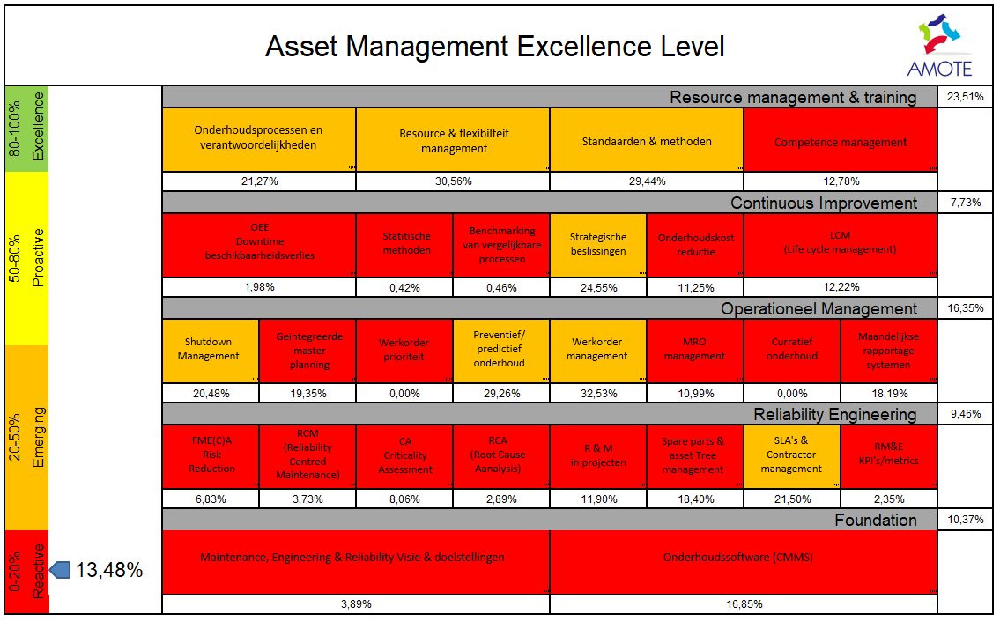 Asset Management Excellence Level
AMOTE
80-100%
Excellence
50-80%
Proactive
20-50%
Emerging
0-20%
Reactive
13,48%
Resource management & training
23,51%
Onderhoudsprocessen en
verantwoordelijkheden
Resource & flexibilteit
management
Standaarden & methoden
Competence management
21,27%
30,56%
29,44%
12,78%
Continuous Improvement
7,73%
OEE
Downtime
beschikbaarheidsverlies
Statitische
methoden
Benchmarking
van vergelijkbare
processen
Strategische
beslissingen
Onderhoudskost
reductie
LCM
(Life cycle management)
1,98%
0,42%
0,46%
24,55%
11,25%
12,22%
Operationeel Management
16,35%
Shutdown
Management
Geïntegreerde
master
planning
Werkorder
prioriteit
Preventief/
predictief
onderhoud
Werkorder
management
MRO
management
Curratief
onderhoud
Maandelijkse
rapportage
systemen
20,48%
19,35%
0,00%
29,26%
32,53%
10,99%
0,00%
18,19%
Reliability Engineering
9,46%
FME(C)A
Risk
Reduction
RCM
(Reliability
Centred
Maintenance)
CA
Criticality
Assessment
RCA
(Root Cause
Aanalysis)
R & M
in projecten
Spare parts &
asset Tree
management
SLA's &
Contractor
management
RM&E
KPI's/metrics
6,83%
3,73%
8,06%
2,89%
11,90%
18,40%
21,50%
2,35%
Foundation
10,37%
Maintenance, Engineering & Reliability Visie & doelstellingen
Onderhoudssoftware (CMMS)
3,89%
16,85%